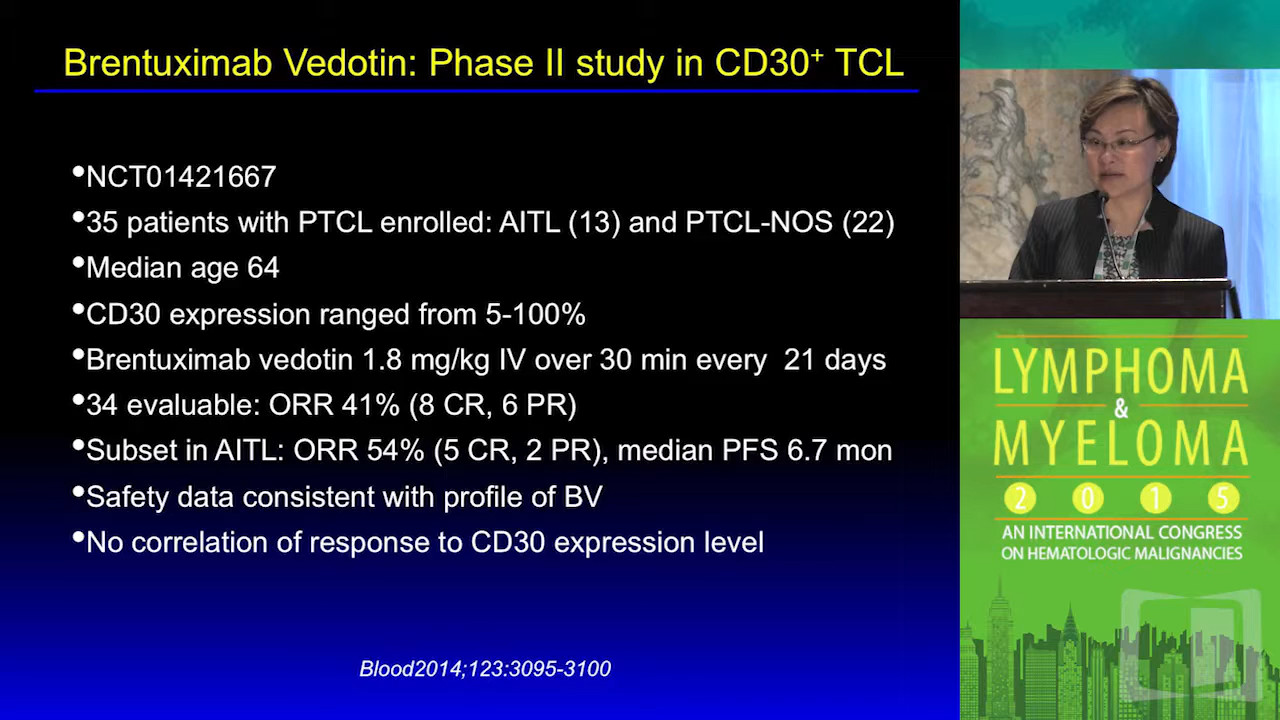 Brentuximab Vedotin: Phase II study in CD30⁺ TCL
•NCT01421667
•35 patients with PTCL enrolled: AITL (13) and PTCL-NOS (22)
•Median age 64
•CD30 expression ranged from 5-100%
•Brentuximab vedotin 1.8 mg/kg IV over 30 min every  21 days
•34 evaluable: ORR 41% (8 CR, 6 PR)
•Subset in AITL: ORR 54% (5 CR, 2 PR), median PFS 6.7 mon
•Safety data consistent with profile of BV
•No correlation of response to CD30 expression level
Blood2014;123:3095-3100
LYMPHOMA
&
MYELOMA
2 0 1 5
AN INTERNATIONAL CONGRESS
ON HEMATOLOGIC MALIGNANCIES